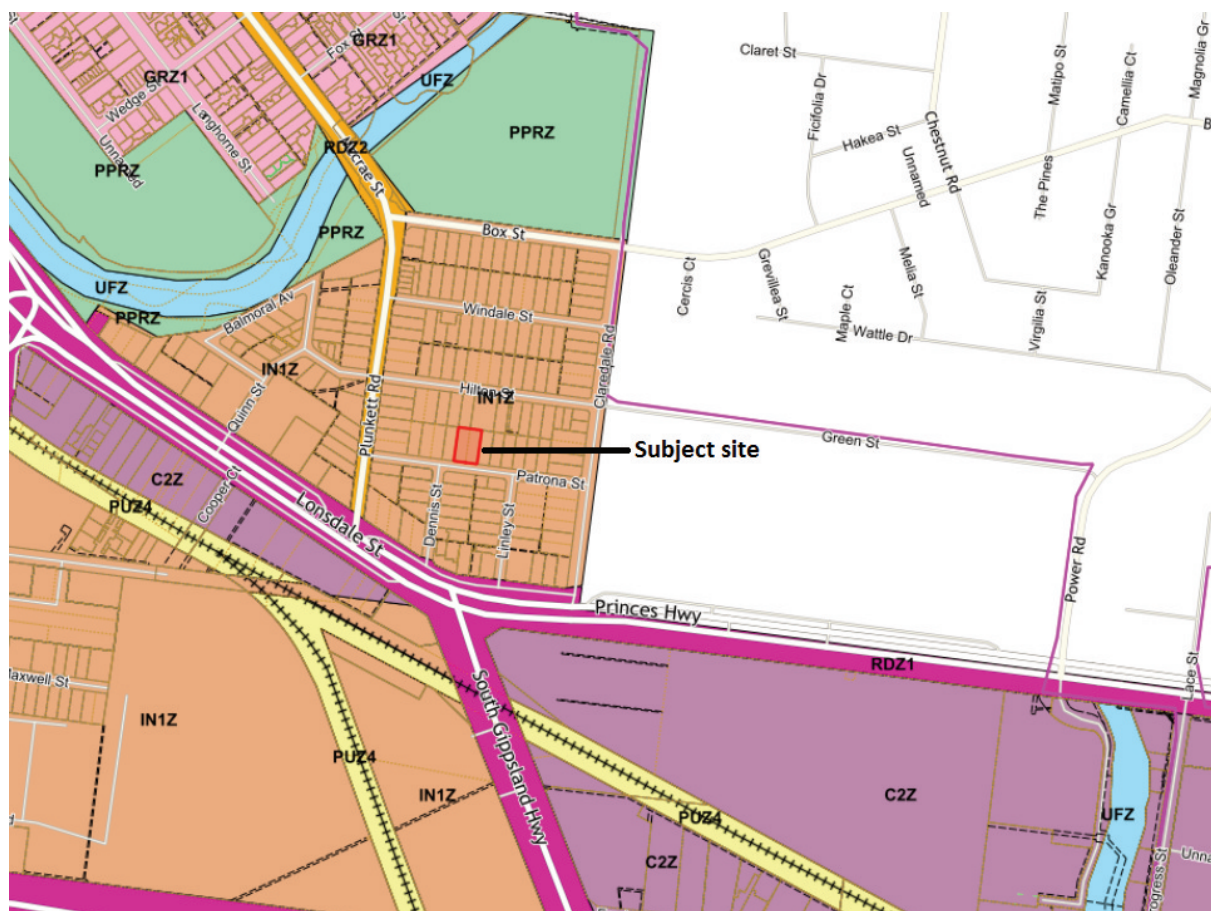 Fox St
GRZ1
GRZ1
UFZ
Wedge St
Langhorne St
Unnamed
PPRZ
RDZ2
PPRZ
PPRZ
Claret St
Ficifolia Dr
Hakea St
Unnamed
Chestnut Rd
Matipo St
The Pines
Camellia Ct
Magnolia Gr
B
Kanooka Gr
Oleander St
Box St
Cercis Ct
Grevillea St
Maple Ct
Melia St
Virgilia St
Wattle Dr
UFZ
PPRZ
Balmoral Av
Windale St
Claredale Rd
IN1Z
Hilton St
IN1Z
Quinn St
Plunkett Rd
Green St
Subject site
Patrona St
C2Z
PUZ4
Cooper Ct
Lonsdale St
Dennis St
Linley St
Power Rd
Princes Hwy
RDZ1
Lace St
IN1Z
PUZ4
IN1Z
South Gippsland Hwy
C2Z
UFZ
PUZ4
C2Z